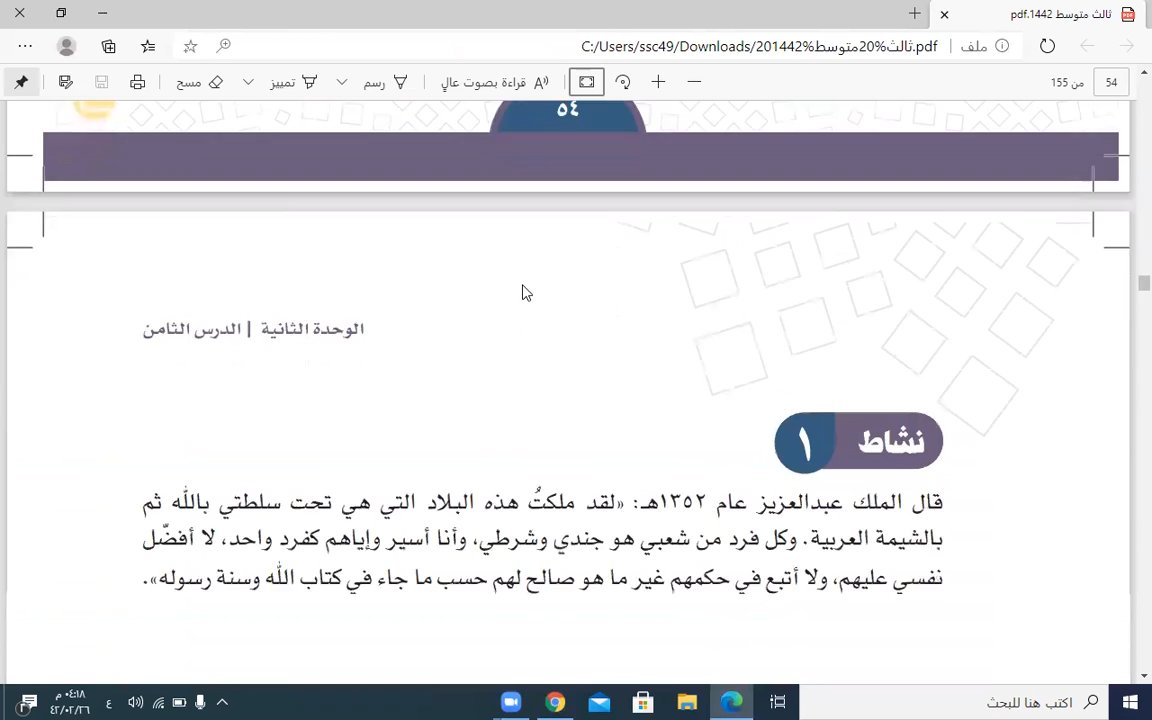 ثالث متوسط 1442.pdf
ملف
C:/Users/ssc49/Downloads/201442%متوسط%20ثالث.pdf
54
من 155
قراءة بصوت عالٍ
رسم
تمييز
مسح
٥٤
الوحدة الثانية | الدرس الثامن
نشاط ١
قال الملك عبدالعزيز عام ١٣٥٢هـ: «لقد ملكتُ هذه البلاد التي هي تحت سلطتي بالله ثم
بالشيمة العربية. وكل فرد من شعبي هو جندي وشرطي، وأنا أسير وإياهم كفرد واحد، لا أفضّل
نفسي عليهم، ولا أتبع في حكمهم غير ما هو صالح لهم حسب ما جاء في كتاب الله وسنة رسوله».
اكتب هنا للبحث
ع
٠٤:١٨ م
٤٢/٠٢/٢٦